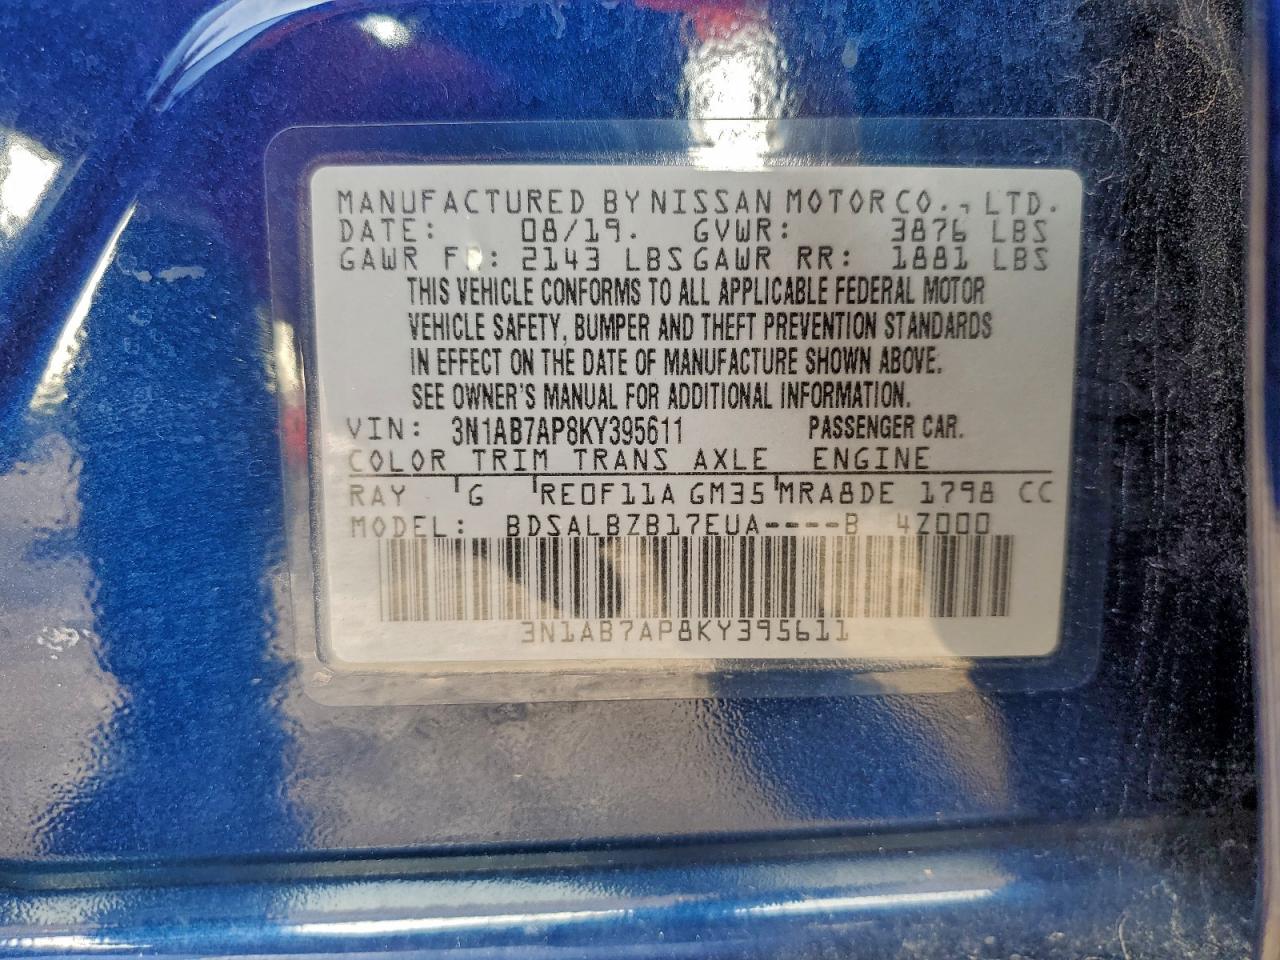 MANUFACTURED BY NISSAN MOTOR CO., LTD.
DATE: 08/19. GVWR: 3876 LBS
GAWR F : 2143 LBS GAWR RR: 1881 LBS
THIS VEHICLE CONFORMS TO ALL APPLICABLE FEDERAL MOTOR
VEHICLE SAFETY, BUMPER AND THEFT PREVENTION STANDARDS
IN EFFECT ON THE DATE OF MANUFACTURE SHOWN ABOVE.
SEE OWNER'S MANUAL FOR ADDITIONAL INFORMATION.
VIN: 3N1AB7AP8KY395611 PASSENGER CAR.
COLOR TRIM TRANS AXLE ENGINE
RAY G RE0F11A GM35 MRA8DE 1798 CC
MODEL: BDSALBZB17EUA----B 4Z000
3N1AB7AP8KY395611